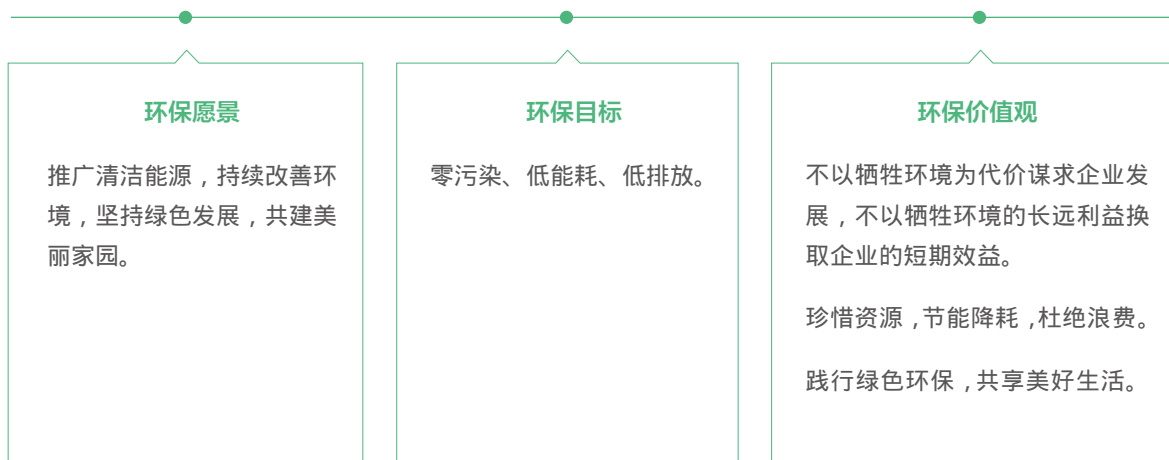 环保愿景
推广清洁能源，持续改善环
境，坚持绿色发展，共建美
丽家园。
环保目标
零污染、低能耗、低排放。
环保价值观
不以牺牲环境为代价谋求企业发
展，不以牺牲环境的长远利益换
取企业的短期效益。
珍惜资源，节能降耗，杜绝浪费。
践行绿色环保，共享美好生活。